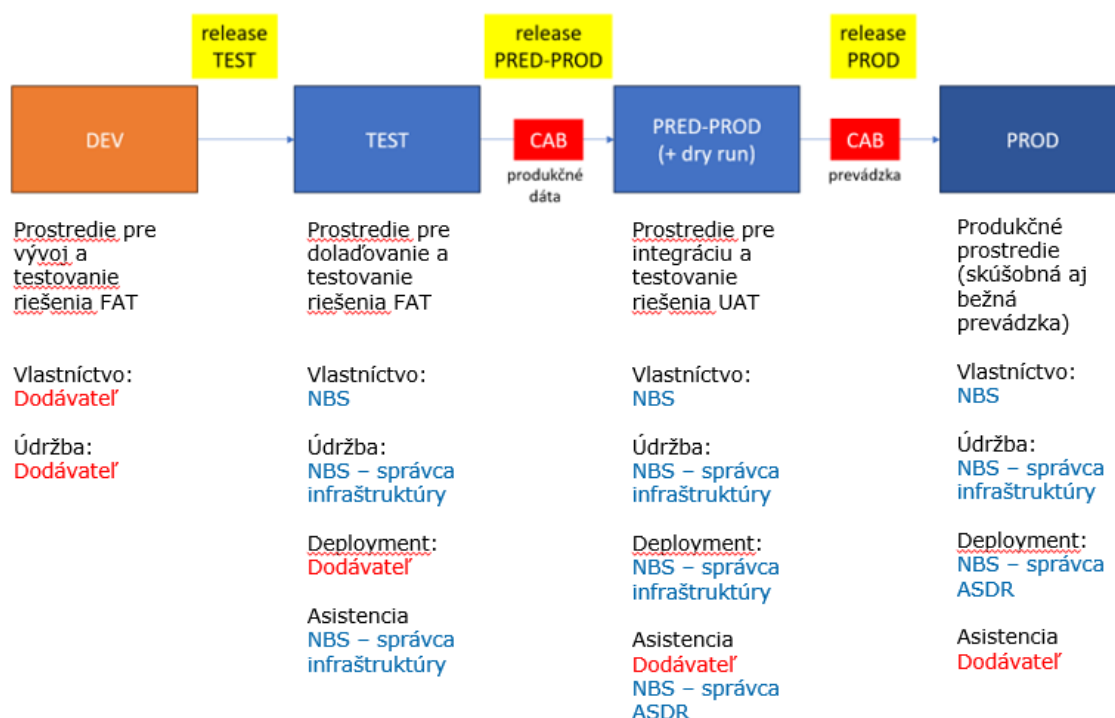 release
TEST
release
PRED-PROD
release
PROD
DEV
TEST
CAB
produkčné
dáta
PRED-PROD
(+ dry run)
CAB
prevádzka
PROD
Prostredie pre
vývoj a
testovanie
riešenia FAT
Vlastníctvo:
Dodávateľ
Údržba:
Dodávateľ
Prostredie pre
dolaďovanie a
testovanie
riešenia FAT
Vlastníctvo:
NBS
Údržba:
NBS – správca
infraštruktúry
Deployment:
Dodávateľ
Asistencia
NBS – správca
infraštruktúry
Prostredie pre
integráciu a
testovanie
riešenia UAT
Vlastníctvo:
NBS
Údržba:
NBS – správca
infraštruktúry
Deployment:
NBS – správca
infraštruktúry
Asistencia
Dodávateľ
NBS – správca
ASDR
Produkčné
prostredie
(skúšobná aj
bežná
prevádzka)
Vlastníctvo:
NBS
Údržba:
NBS – správca
infraštruktúry
Deployment:
NBS – správca
ASDR
Asistencia
Dodávateľ